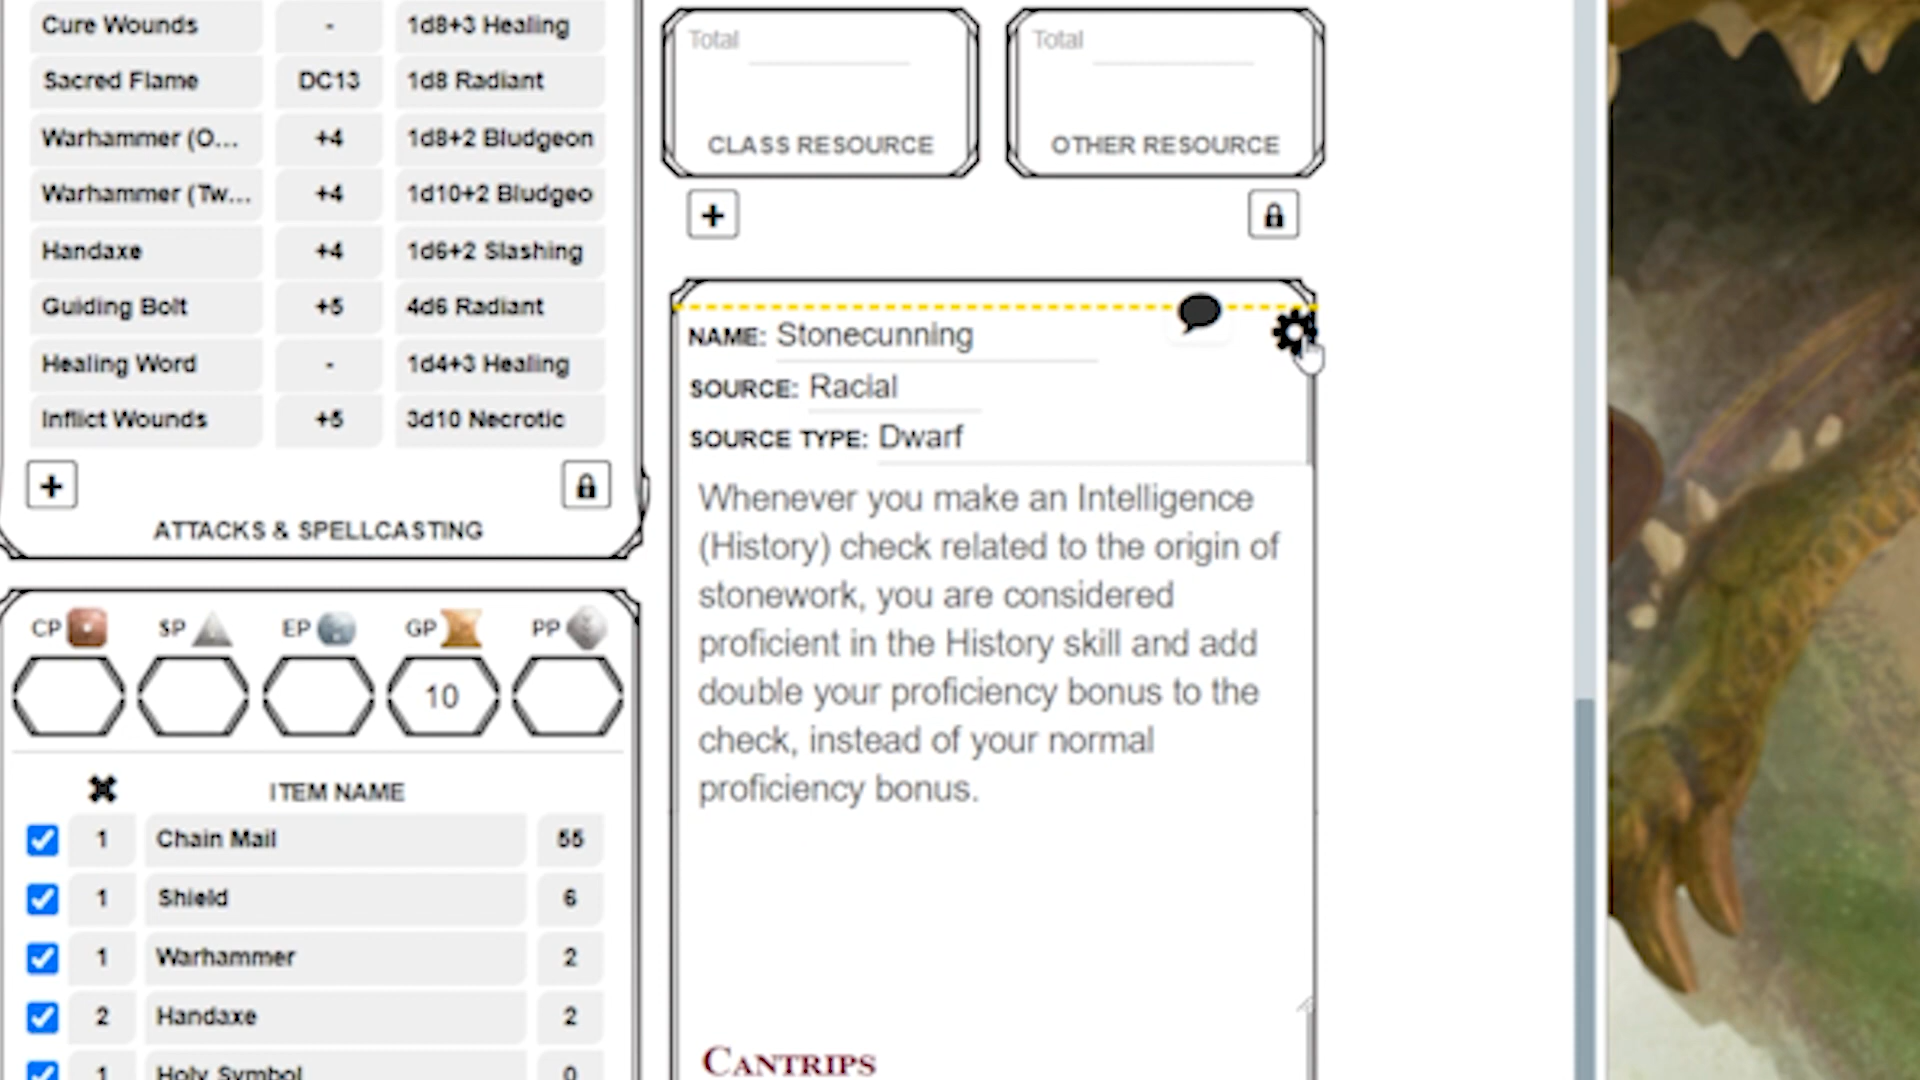 Cure Wounds - 1d8+3 Healing
Sacred Flame DC13 1d8 Radiant
Warhammer (O... +4 1d8+2 Bludgeon
Warhammer (Tw... +4 1d10+2 Bludgeo
Handaxe +4 1d6+2 Slashing
Guiding Bolt +5 4d6 Radiant
Healing Word - 1d4+3 Healing
Inflict Wounds +5 3d10 Necrotic
+
ATTACKS & SPELLCASTING
CP SP EP GP PP
10
ITEM NAME
1 Chain Mail 55
1 Shield 6
1 Warhammer 2
2 Handaxe 2
1 Holy Symbol 0
Total
CLASS RESOURCE
Total
OTHER RESOURCE
+
NAME: Stonecunning
SOURCE: Racial
SOURCE TYPE: Dwarf
Whenever you make an Intelligence
(History) check related to the origin of
stonework, you are considered
proficient in the History skill and add
double your proficiency bonus to the
check, instead of your normal
proficiency bonus.
CANTRIPS